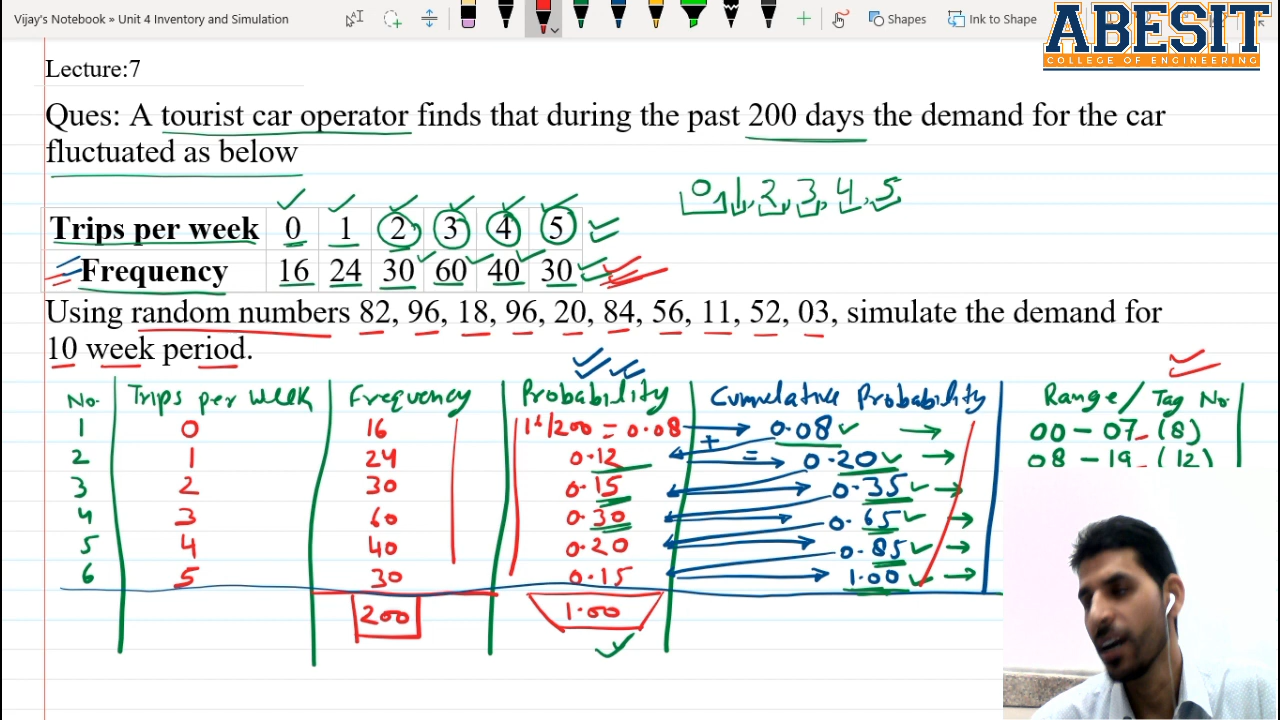 Vijay's Notebook » Unit 4 Inventory and Simulation
Shapes
Ink to Shape
ABESIT
COLLEGE OF ENGINEERING
Lecture:7
Ques: A tourist car operator finds that during the past 200 days the demand for the car
fluctuated as below
0, 1, 2, 3, 4, 5
Trips per week 0 1 2 3 4 5
Frequency 16 24 30 60 40 30
Using random numbers 82, 96, 18, 96, 20, 84, 56, 11, 52, 03, simulate the demand for
10 week period.
No. Trips per week Frequency Probability Cumulative Probability Range/ Tag No
1 0 16 16/200 = 0.08 0.08 00 - 07 (8)
2 1 24 0.12 + = 0.20 08 - 19 (12)
3 2 30 0.15 0.35
4 3 60 0.30 0.65
5 4 40 0.20 0.85
6 5 30 0.15 1.00
200 1.00